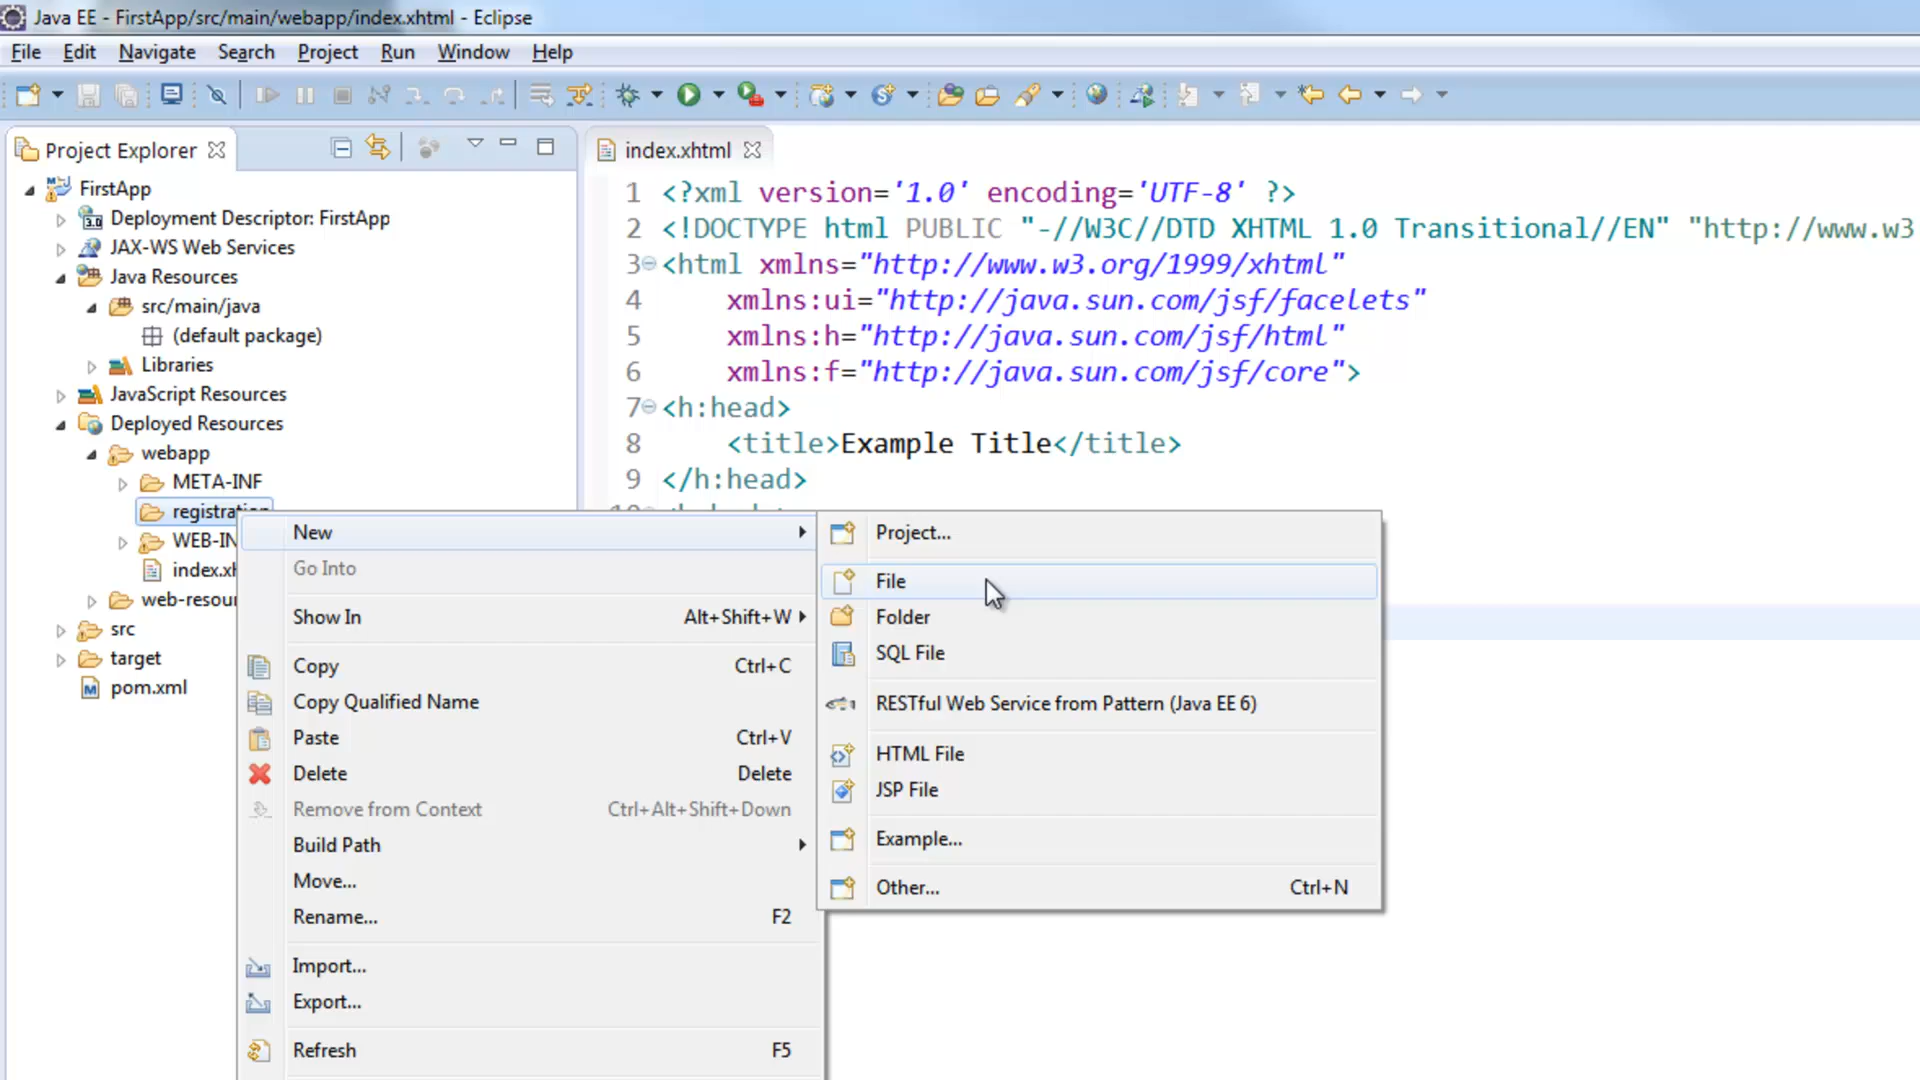 Java EE - FirstApp/src/main/webapp/index.xhtml - Eclipse
File Edit Navigate Search Project Run Window Help
Project Explorer
FirstApp
Deployment Descriptor: FirstApp
JAX-WS Web Services
Java Resources
src/main/java
(default package)
Libraries
JavaScript Resources
Deployed Resources
webapp
META-INF
registration
WEB-IN
index.xh
web-resour
src
target
pom.xml
index.xhtml
1 <?xml version='1.0' encoding='UTF-8' ?>
2 <!DOCTYPE html PUBLIC "-//W3C//DTD XHTML 1.0 Transitional//EN" "http://www.w3
3 <html xmlns="http://www.w3.org/1999/xhtml"
4 xmlns:ui="http://java.sun.com/jsf/facelets"
5 xmlns:h="http://java.sun.com/jsf/html"
6 xmlns:f="http://java.sun.com/jsf/core">
7 <h:head>
8 <title>Example Title</title>
9 </h:head>
New
Go Into
Show In Alt+Shift+W
Copy Ctrl+C
Copy Qualified Name
Paste Ctrl+V
Delete Delete
Remove from Context Ctrl+Alt+Shift+Down
Build Path
Move...
Rename... F2
Import...
Export...
Refresh F5
Project...
File
Folder
SQL File
RESTful Web Service from Pattern (Java EE 6)
HTML File
JSP File
Example...
Other... Ctrl+N